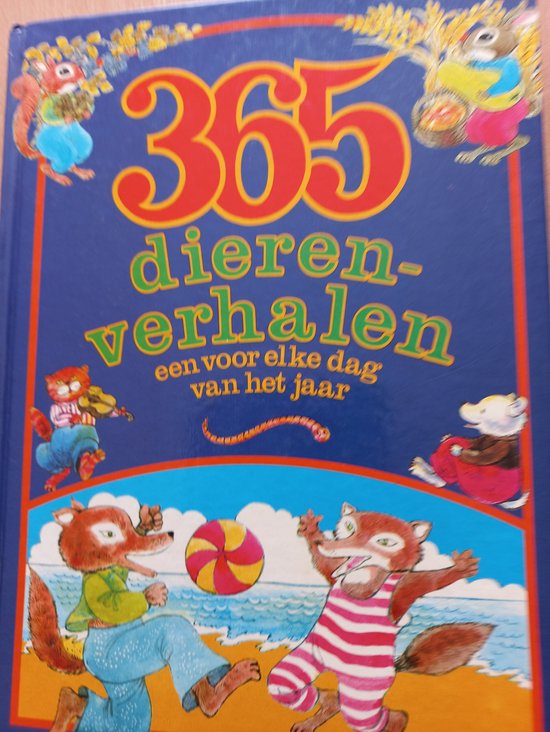 365
dieren-
verhalen
een voor elke dag
van het jaar